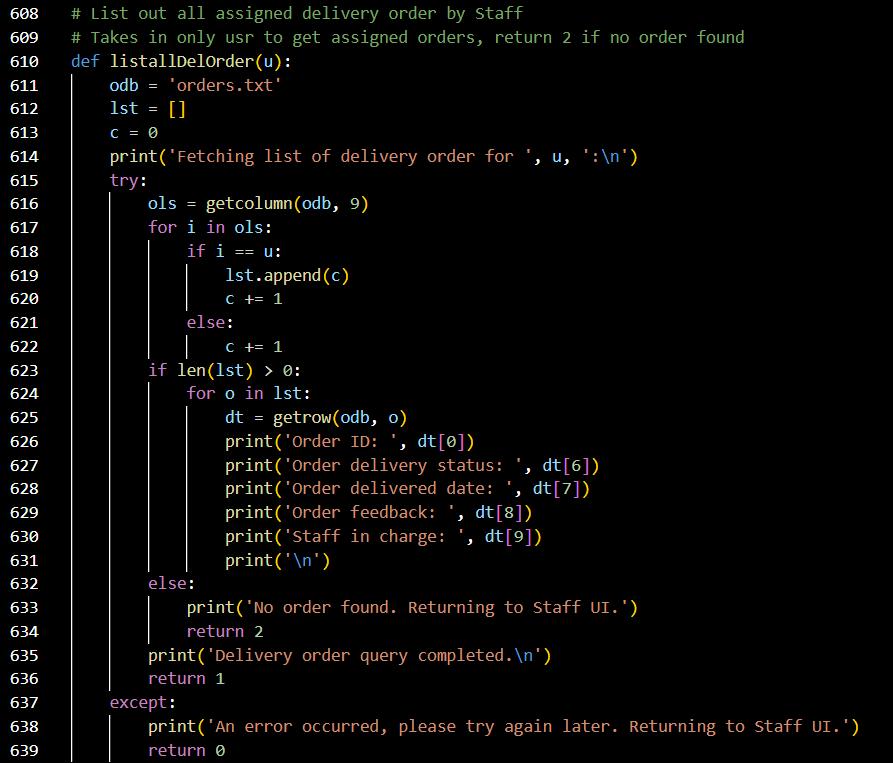 608 # List out all assigned delivery order by Staff
609 # Takes in only usr to get assigned orders, return 2 if no order found
610 def listallDelOrder(u):
611     odb = 'orders.txt'
612     lst = []
613     c = 0
614     print('Fetching list of delivery order for ', u, ':\n')
615     try:
616         ols = getcolumn(odb, 9)
617         for i in ols:
618             if i == u:
619                 lst.append(c)
620                 c += 1
621             else:
622                 c += 1
623         if len(lst) > 0:
624             for o in lst:
625                 dt = getrow(odb, o)
626                 print('Order ID: ', dt[0])
627                 print('Order delivery status: ', dt[6])
628                 print('Order delivered date: ', dt[7])
629                 print('Order feedback: ', dt[8])
630                 print('Staff in charge: ', dt[9])
631                 print('\n')
632         else:
633             print('No order found. Returning to Staff UI.')
634             return 2
635         print('Delivery order query completed.\n')
636         return 1
637     except:
638         print('An error occurred, please try again later. Returning to Staff UI.')
639         return 0